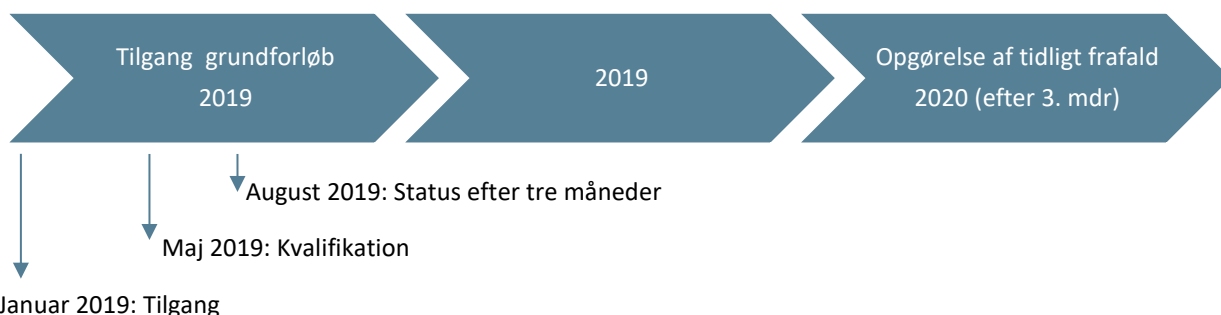 Tilgang grundforløb
2019
2019
Opgørelse af tidligt frafald
2020 (efter 3. mdr)
August 2019: Status efter tre måneder
Maj 2019: Kvalifikation
Januar 2019: Tilgang